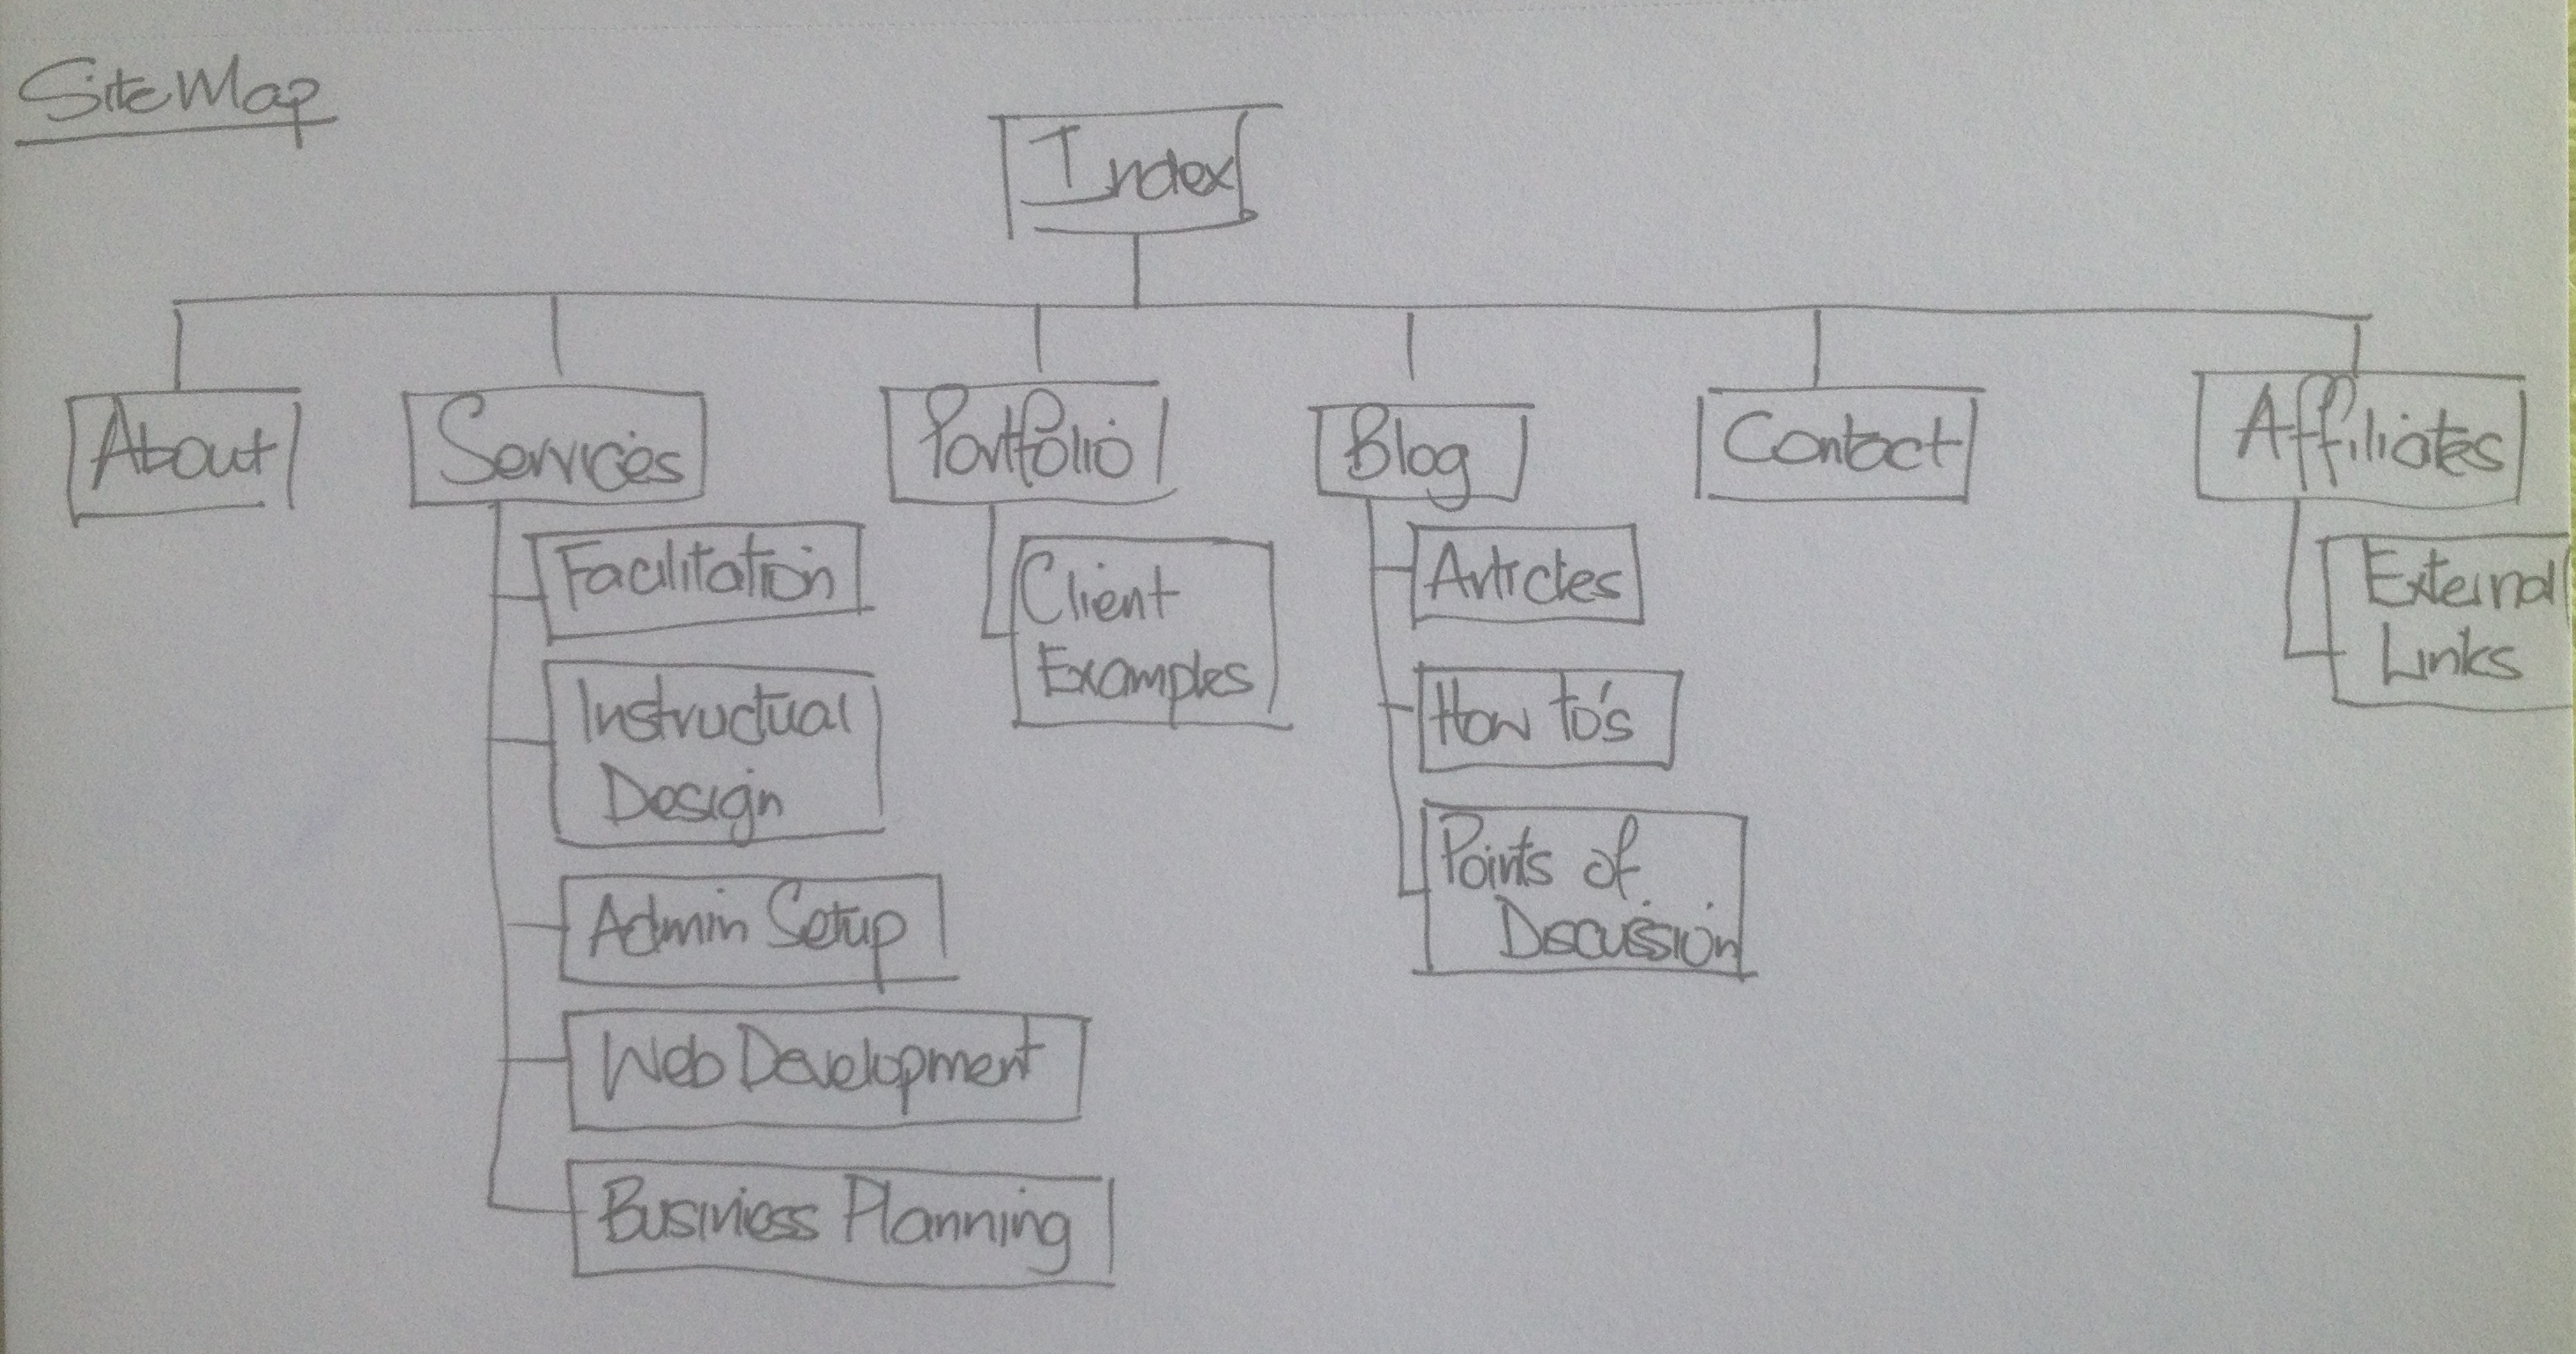 SiteMap
Index
About
Services
Portfolio
Blog
Contact
Affiliates
Facilitation
Instructual
Design
Admin Setup
Web Development
Business Planning
Client
Examples
Articles
How to's
Points of
Discussion
External
Links